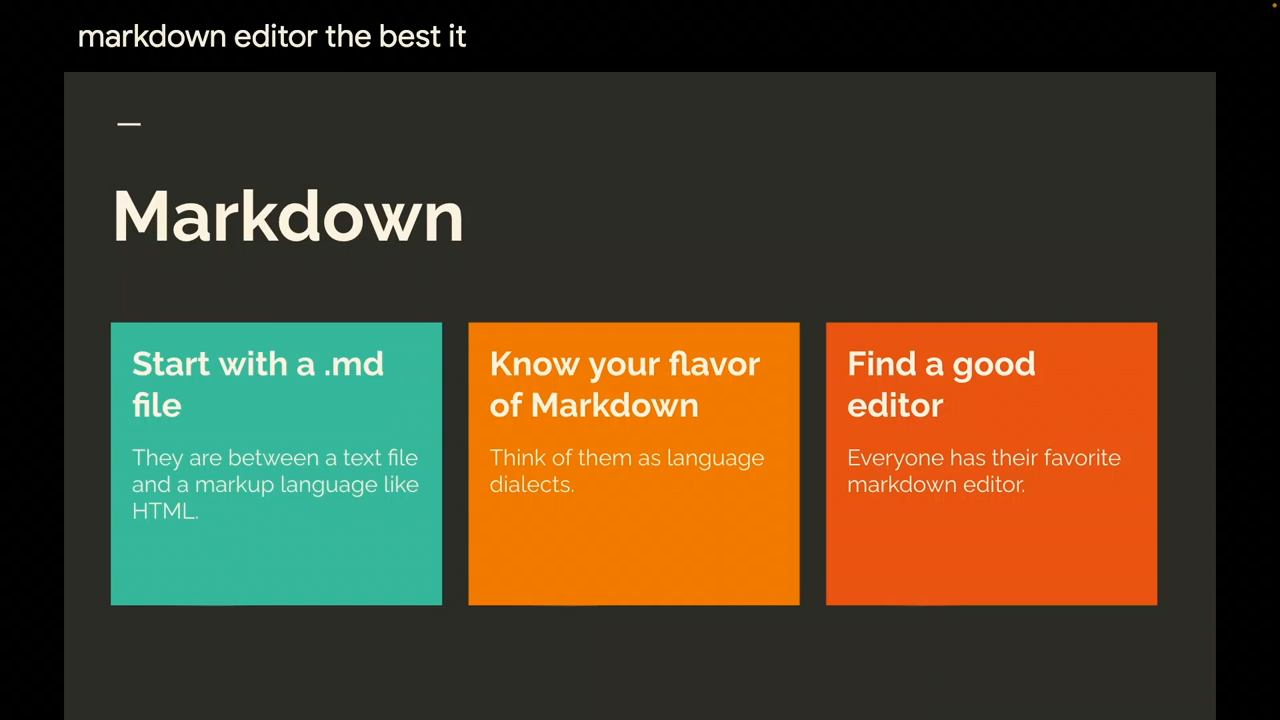 markdown editor the best it
Markdown
Start with a .md
file
They are between a text file
and a markup language like
HTML.
Know your flavor
of Markdown
Think of them as language
dialects.
Find a good
editor
Everyone has their favorite
markdown editor.